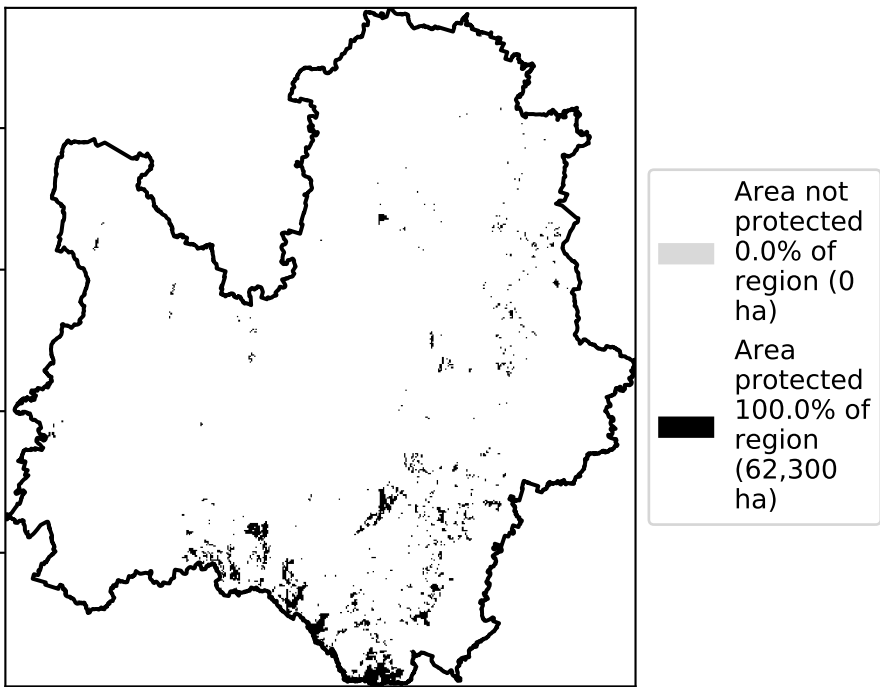 Area not
protected
0.0% of
region (0
ha)
Area
protected
100.0% of
region
(62,300
ha)